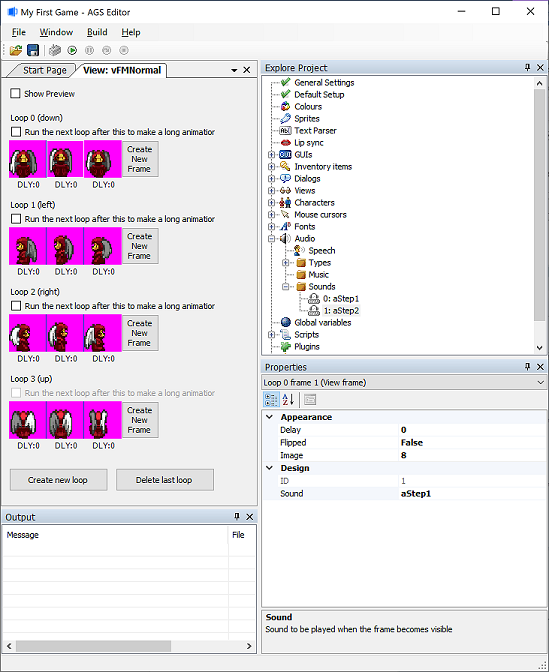 My First Game - AGS Editor
File Window Build Help
Start Page
View: vFMNormal
Show Preview
Loop 0 (down)
Run the next loop after this to make a long animatior
Create New Frame
DLY:0 DLY:0 DLY:0
Loop 1 (left)
Run the next loop after this to make a long animatior
Create New Frame
DLY:0 DLY:0 DLY:0
Loop 2 (right)
Run the next loop after this to make a long animatior
Create New Frame
DLY:0 DLY:0 DLY:0
Loop 3 (up)
Run the next loop after this to make a long animatior
Create New Frame
DLY:0 DLY:0 DLY:0
Create new loop
Delete last loop
Output
Message File
Explore Project
General Settings
Default Setup
Colours
Sprites
Ab Text Parser
Lip sync
GUI GUIs
Inventory items
Dialogs
Views
Characters
Mouse cursors
Fonts
Audio
Speech
Types
Music
Sounds
0: aStep1
1: aStep2
Global variables
Scripts
Plugins
Properties
Loop 0 frame 1 (View frame)
Appearance
Delay 0
Flipped False
Image 8
Design
ID 1
Sound aStep1
Sound
Sound to be played when the frame becomes visible